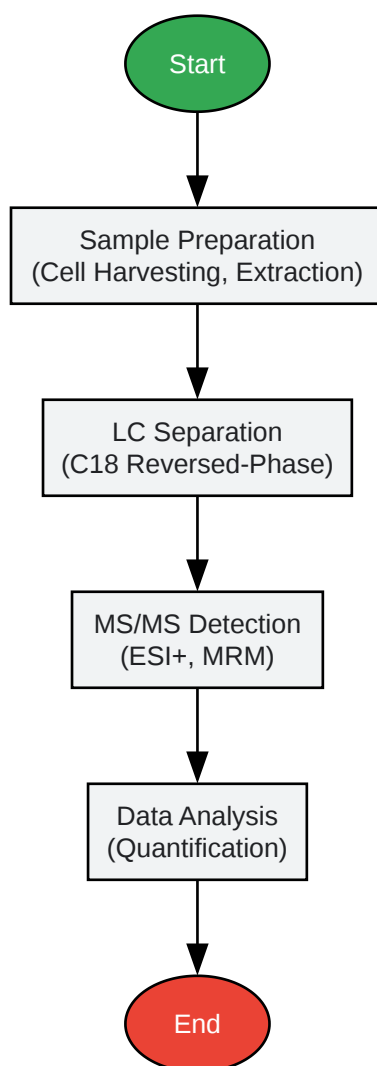 Start
Sample Preparation
(Cell Harvesting, Extraction)
LC Separation
(C18 Reversed-Phase)
MS/MS Detection
(ESI+, MRM)
Data Analysis
(Quantification)
End